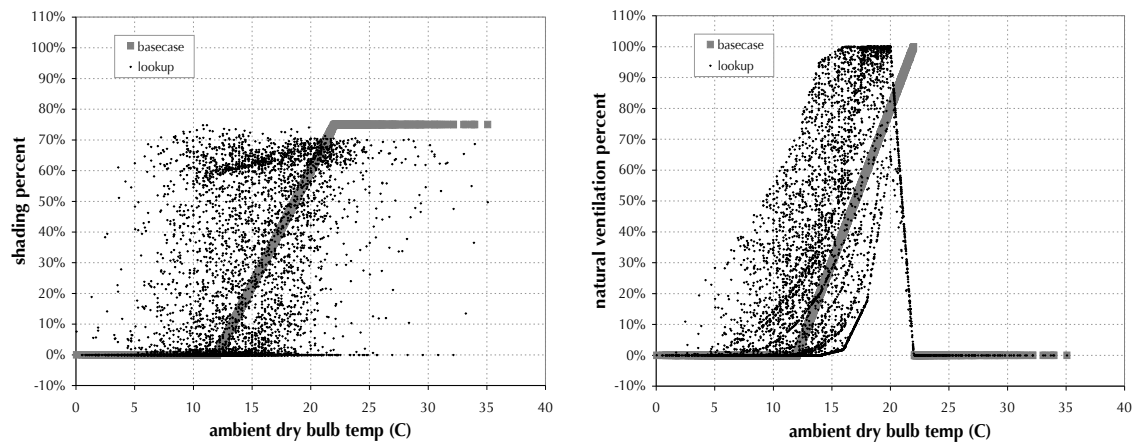 110%
100%
90%
80%
70%
60%
50%
40%
30%
20%
10%
0%
-10%
shading percent
basecase
lookup
0 5 10 15 20 25 30 35 40
ambient dry bulb temp (C)
110%
100%
90%
80%
70%
60%
50%
40%
30%
20%
10%
0%
-10%
natural ventilation percent
basecase
lookup
0 5 10 15 20 25 30 35 40
ambient dry bulb temp (C)